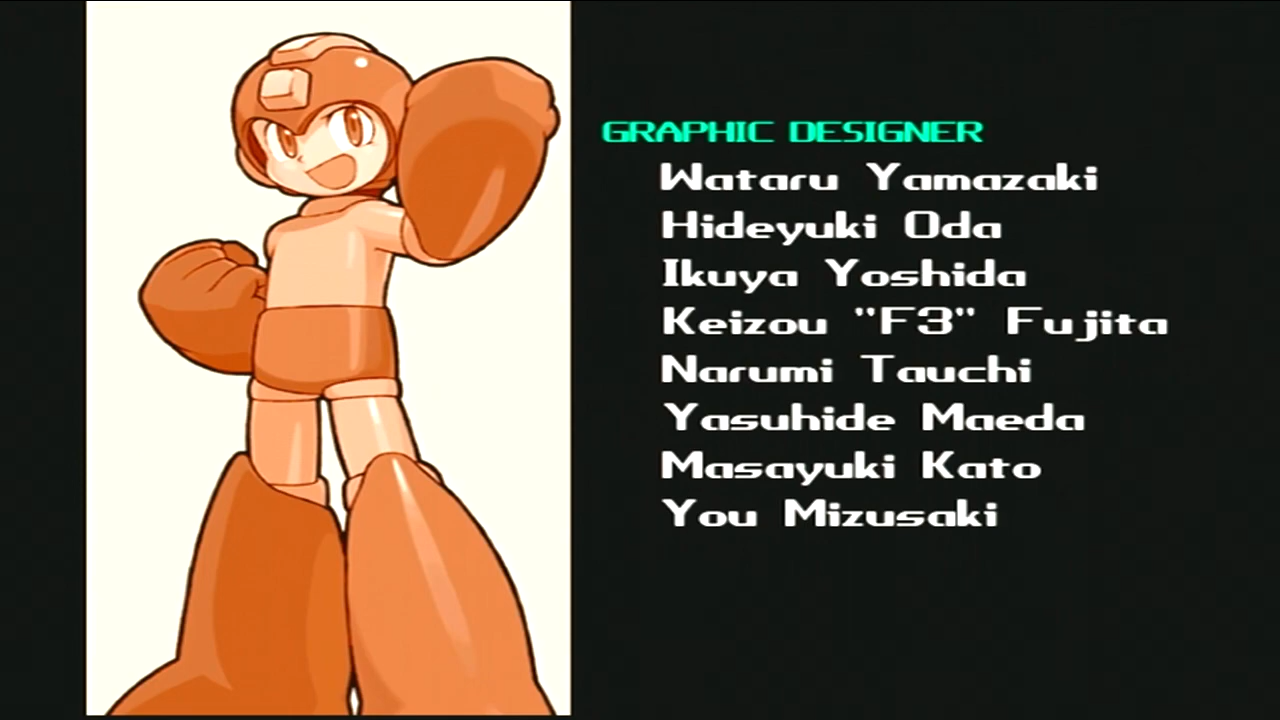 GRAPHIC DESIGNER
Wataru Yamazaki
Hideyuki Oda
Ikuya Yoshida
Keizou "F3" Fujita
Narumi Tauchi
Yasuhide Maeda
Masayuki Kato
You Mizusaki